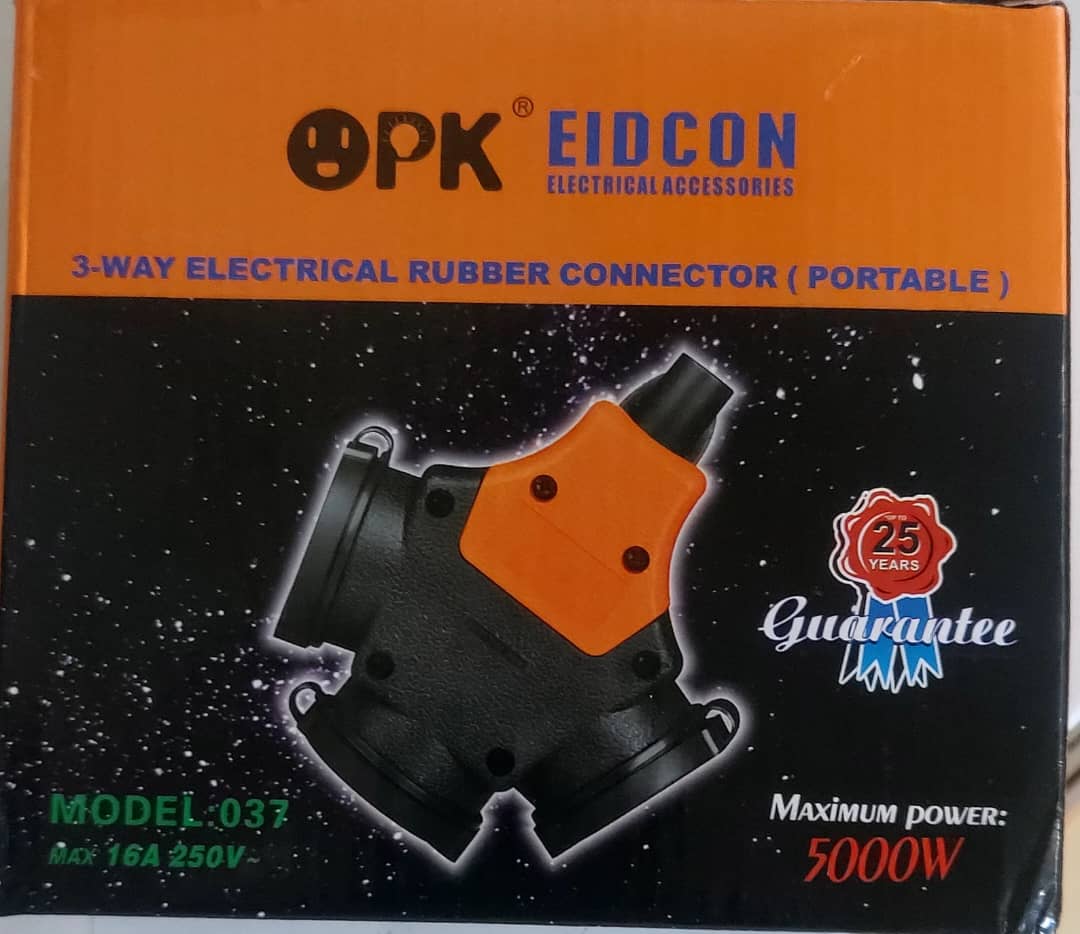 OPK® EIDCON
ELECTRICAL ACCESSORIES
3-WAY ELECTRICAL RUBBER CONNECTOR ( PORTABLE )
UP TO
25
YEARS
Guarantee
MODEL:037
MAX 16A 250V~
MAXIMUM POWER:
5000W